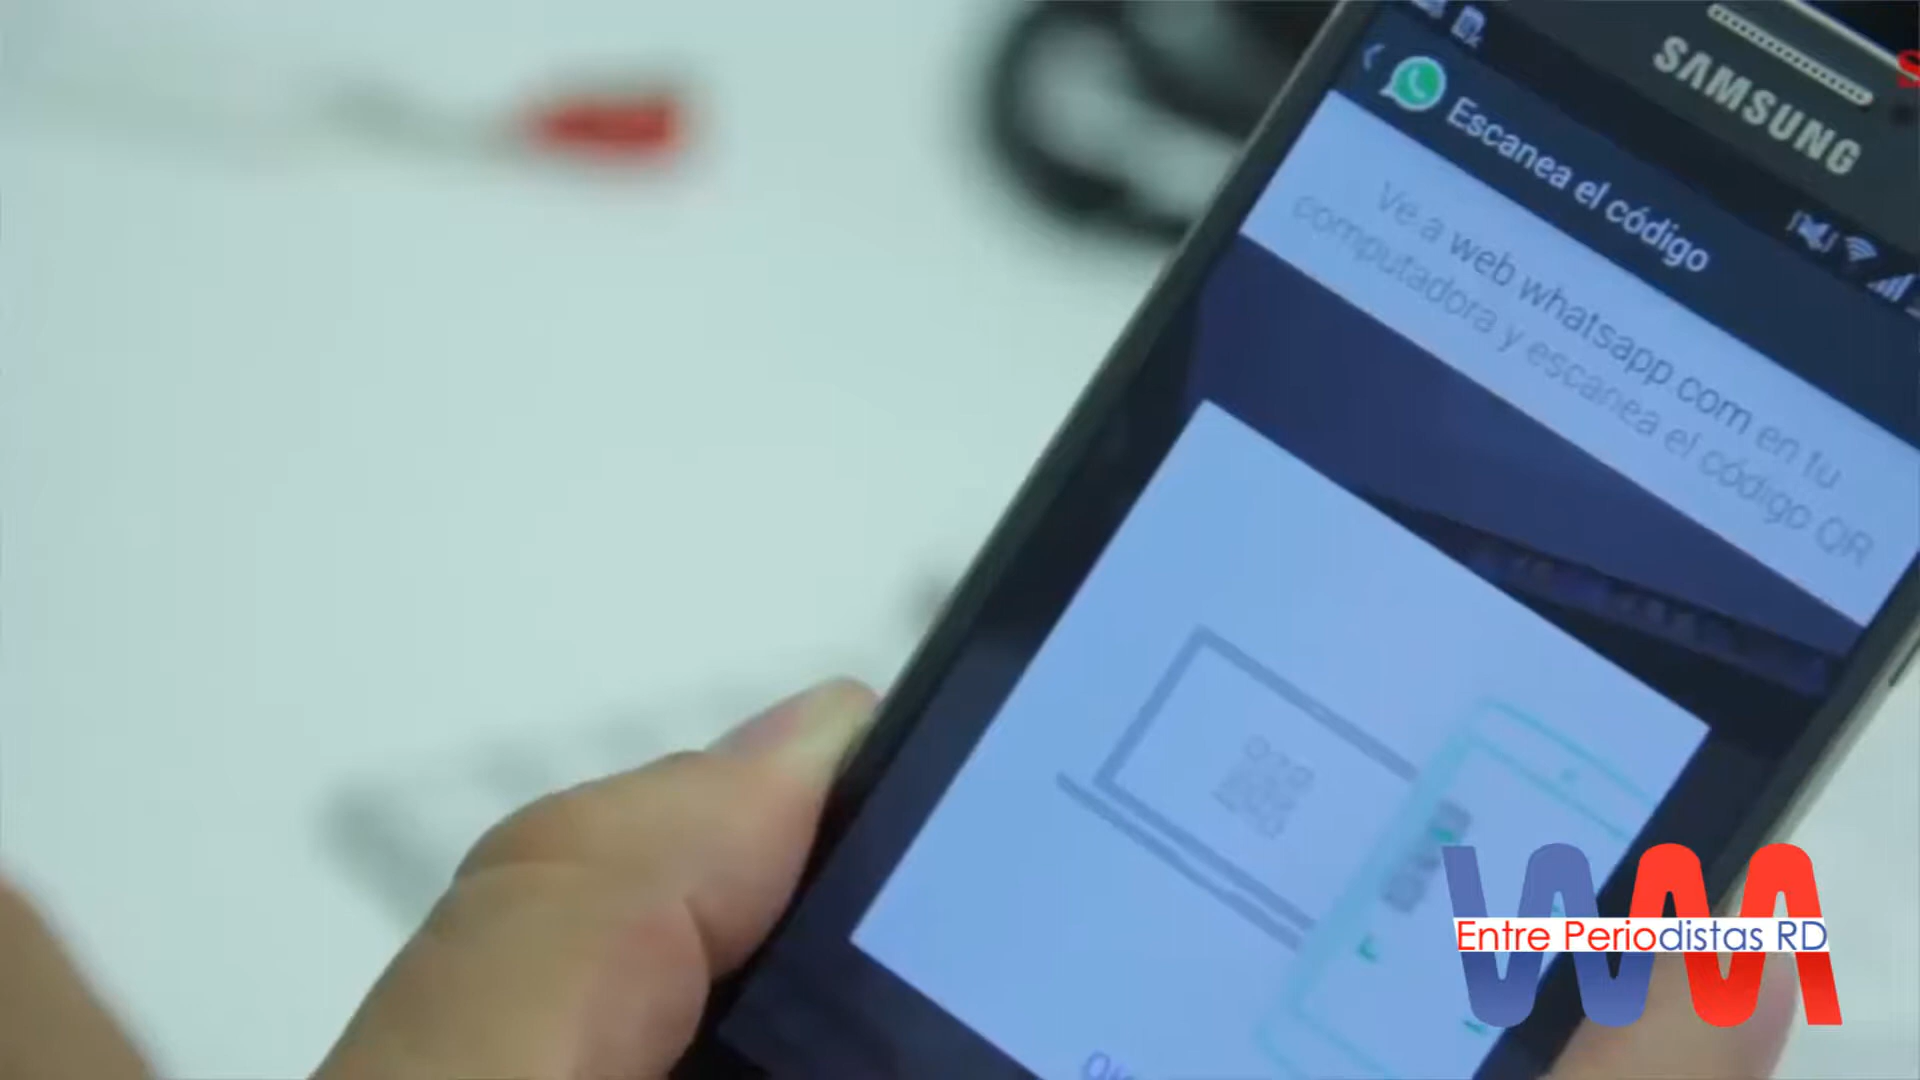 SAMSUNG
Escanea el código
Ve a web whatsapp.com en tu
computadora y escanea el código QR
Entre Periodistas RD